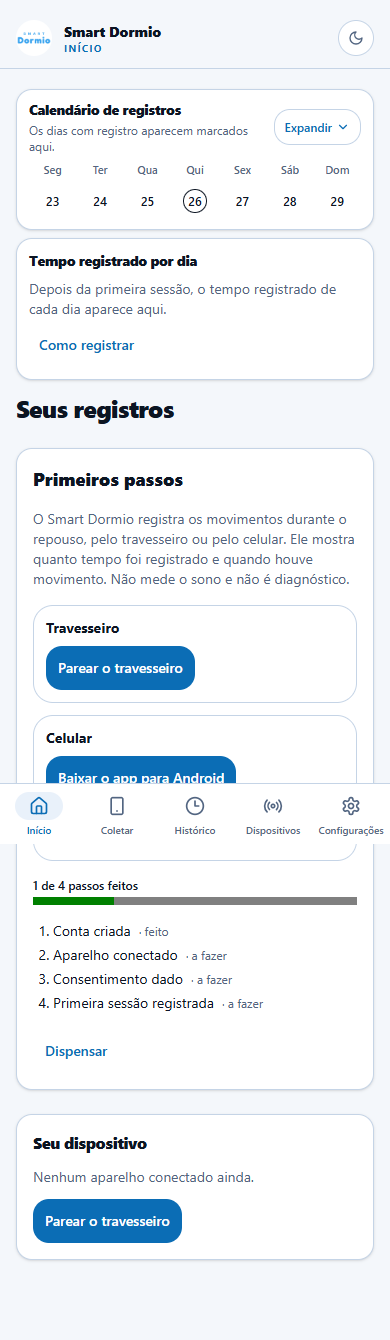 SMART
Dormio
Smart Dormio
INÍCIO
Calendário de registros
Os dias com registro aparecem marcados
aqui.
Expandir
Seg Ter Qua Qui Sex Sáb Dom
23 24 25 26 27 28 29
Tempo registrado por dia
Depois da primeira sessão, o tempo registrado de
cada dia aparece aqui.
Como registrar
Seus registros
Primeiros passos
O Smart Dormio registra os movimentos durante o
repouso, pelo travesseiro ou pelo celular. Ele mostra
quanto tempo foi registrado e quando houve
movimento. Não mede o sono e não é diagnóstico.
Travesseiro
Parear o travesseiro
Celular
Baixar o app para Android
Início Coletar Histórico Dispositivos Configurações
1 de 4 passos feitos
1. Conta criada · feito
2. Aparelho conectado · a fazer
3. Consentimento dado · a fazer
4. Primeira sessão registrada · a fazer
Dispensar
Seu dispositivo
Nenhum aparelho conectado ainda.
Parear o travesseiro